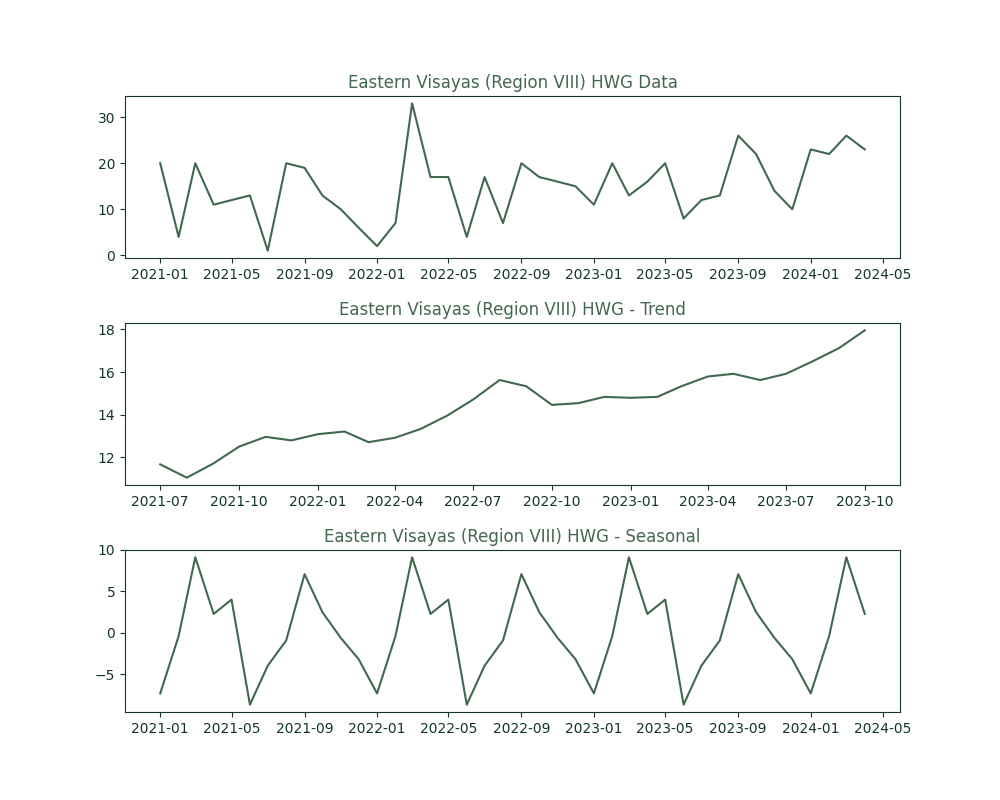 Eastern Visayas (Region VIII) HWG Data
30
20
10
0
2021-01 2021-05 2021-09 2022-01 2022-05 2022-09 2023-01 2023-05 2023-09 2024-01 2024-05
Eastern Visayas (Region VIII) HWG - Trend
18
16
14
12
2021-07 2021-10 2022-01 2022-04 2022-07 2022-10 2023-01 2023-04 2023-07 2023-10
Eastern Visayas (Region VIII) HWG - Seasonal
10
5
0
−5
2021-01 2021-05 2021-09 2022-01 2022-05 2022-09 2023-01 2023-05 2023-09 2024-01 2024-05